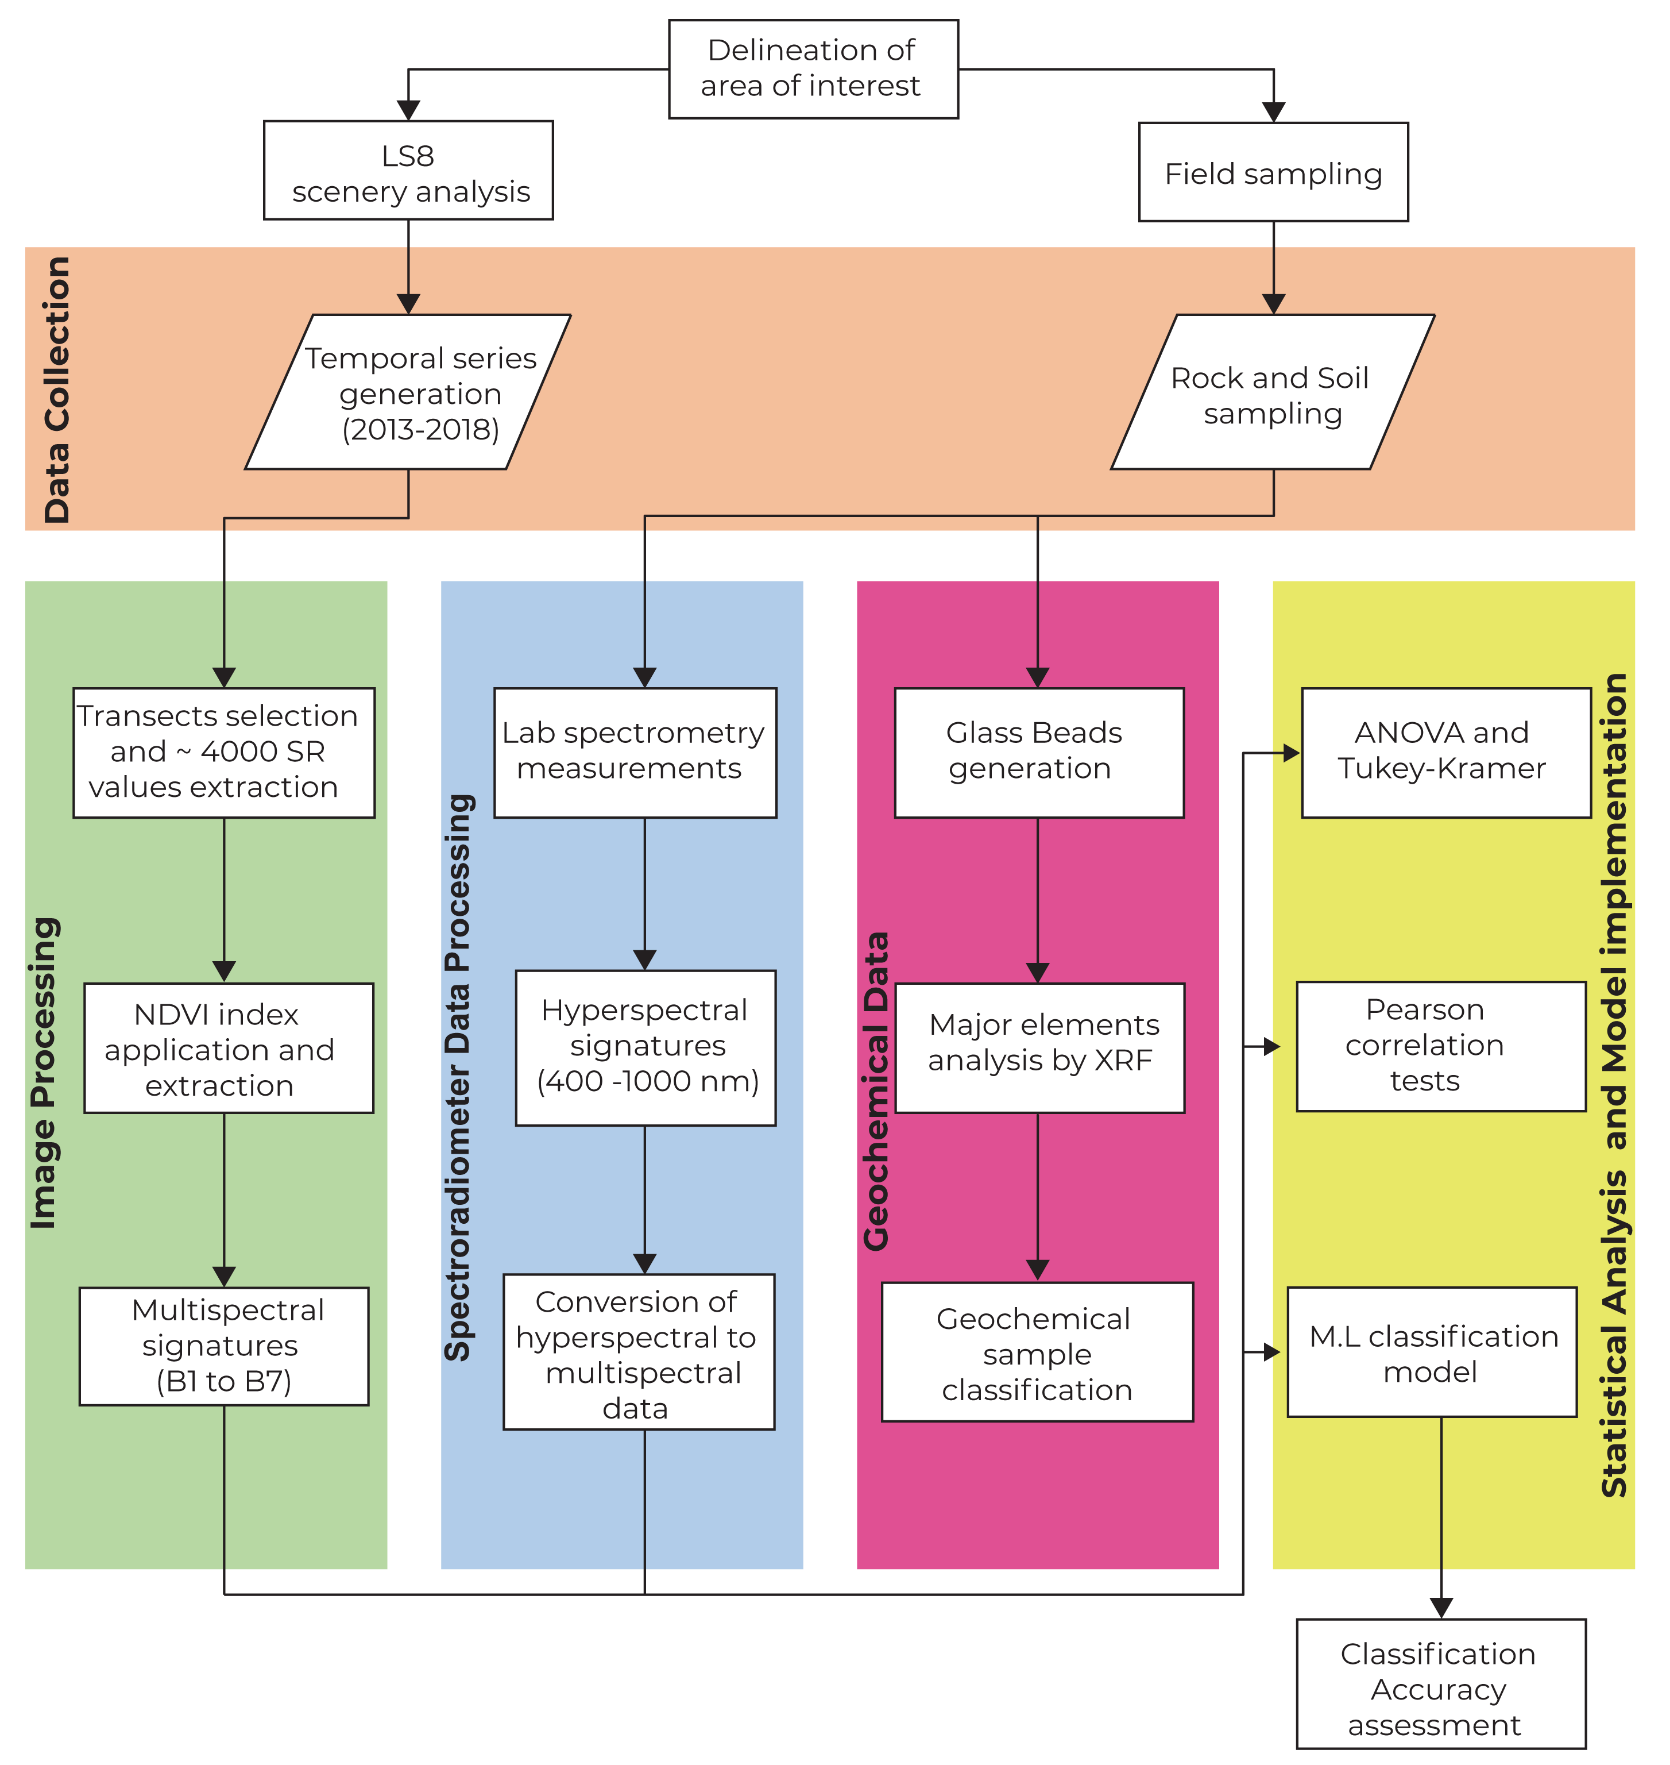 Delineation of
area of interest
LS8
scenery analysis
Field sampling
Data Collection
Temporal series
generation
(2013-2018)
Rock and Soil
sampling
Image Processing
Transects selection
and ~ 4000 SR
values extraction
NDVI index
application and
extraction
Multispectral
signatures
(B1 to B7)
Spectroradiometer Data Processing
Lab spectrometry
measurements
Hyperspectral
signatures
(400 -1000 nm)
Conversion of
hyperspectral to
multispectral
data
Geochemical Data
Glass Beads
generation
Major elements
analysis by XRF
Geochemical
sample
classification
Statistical Analysis and Model implementation
ANOVA and
Tukey-Kramer
Pearson
correlation
tests
M.L classification
model
Classification
Accuracy
assessment